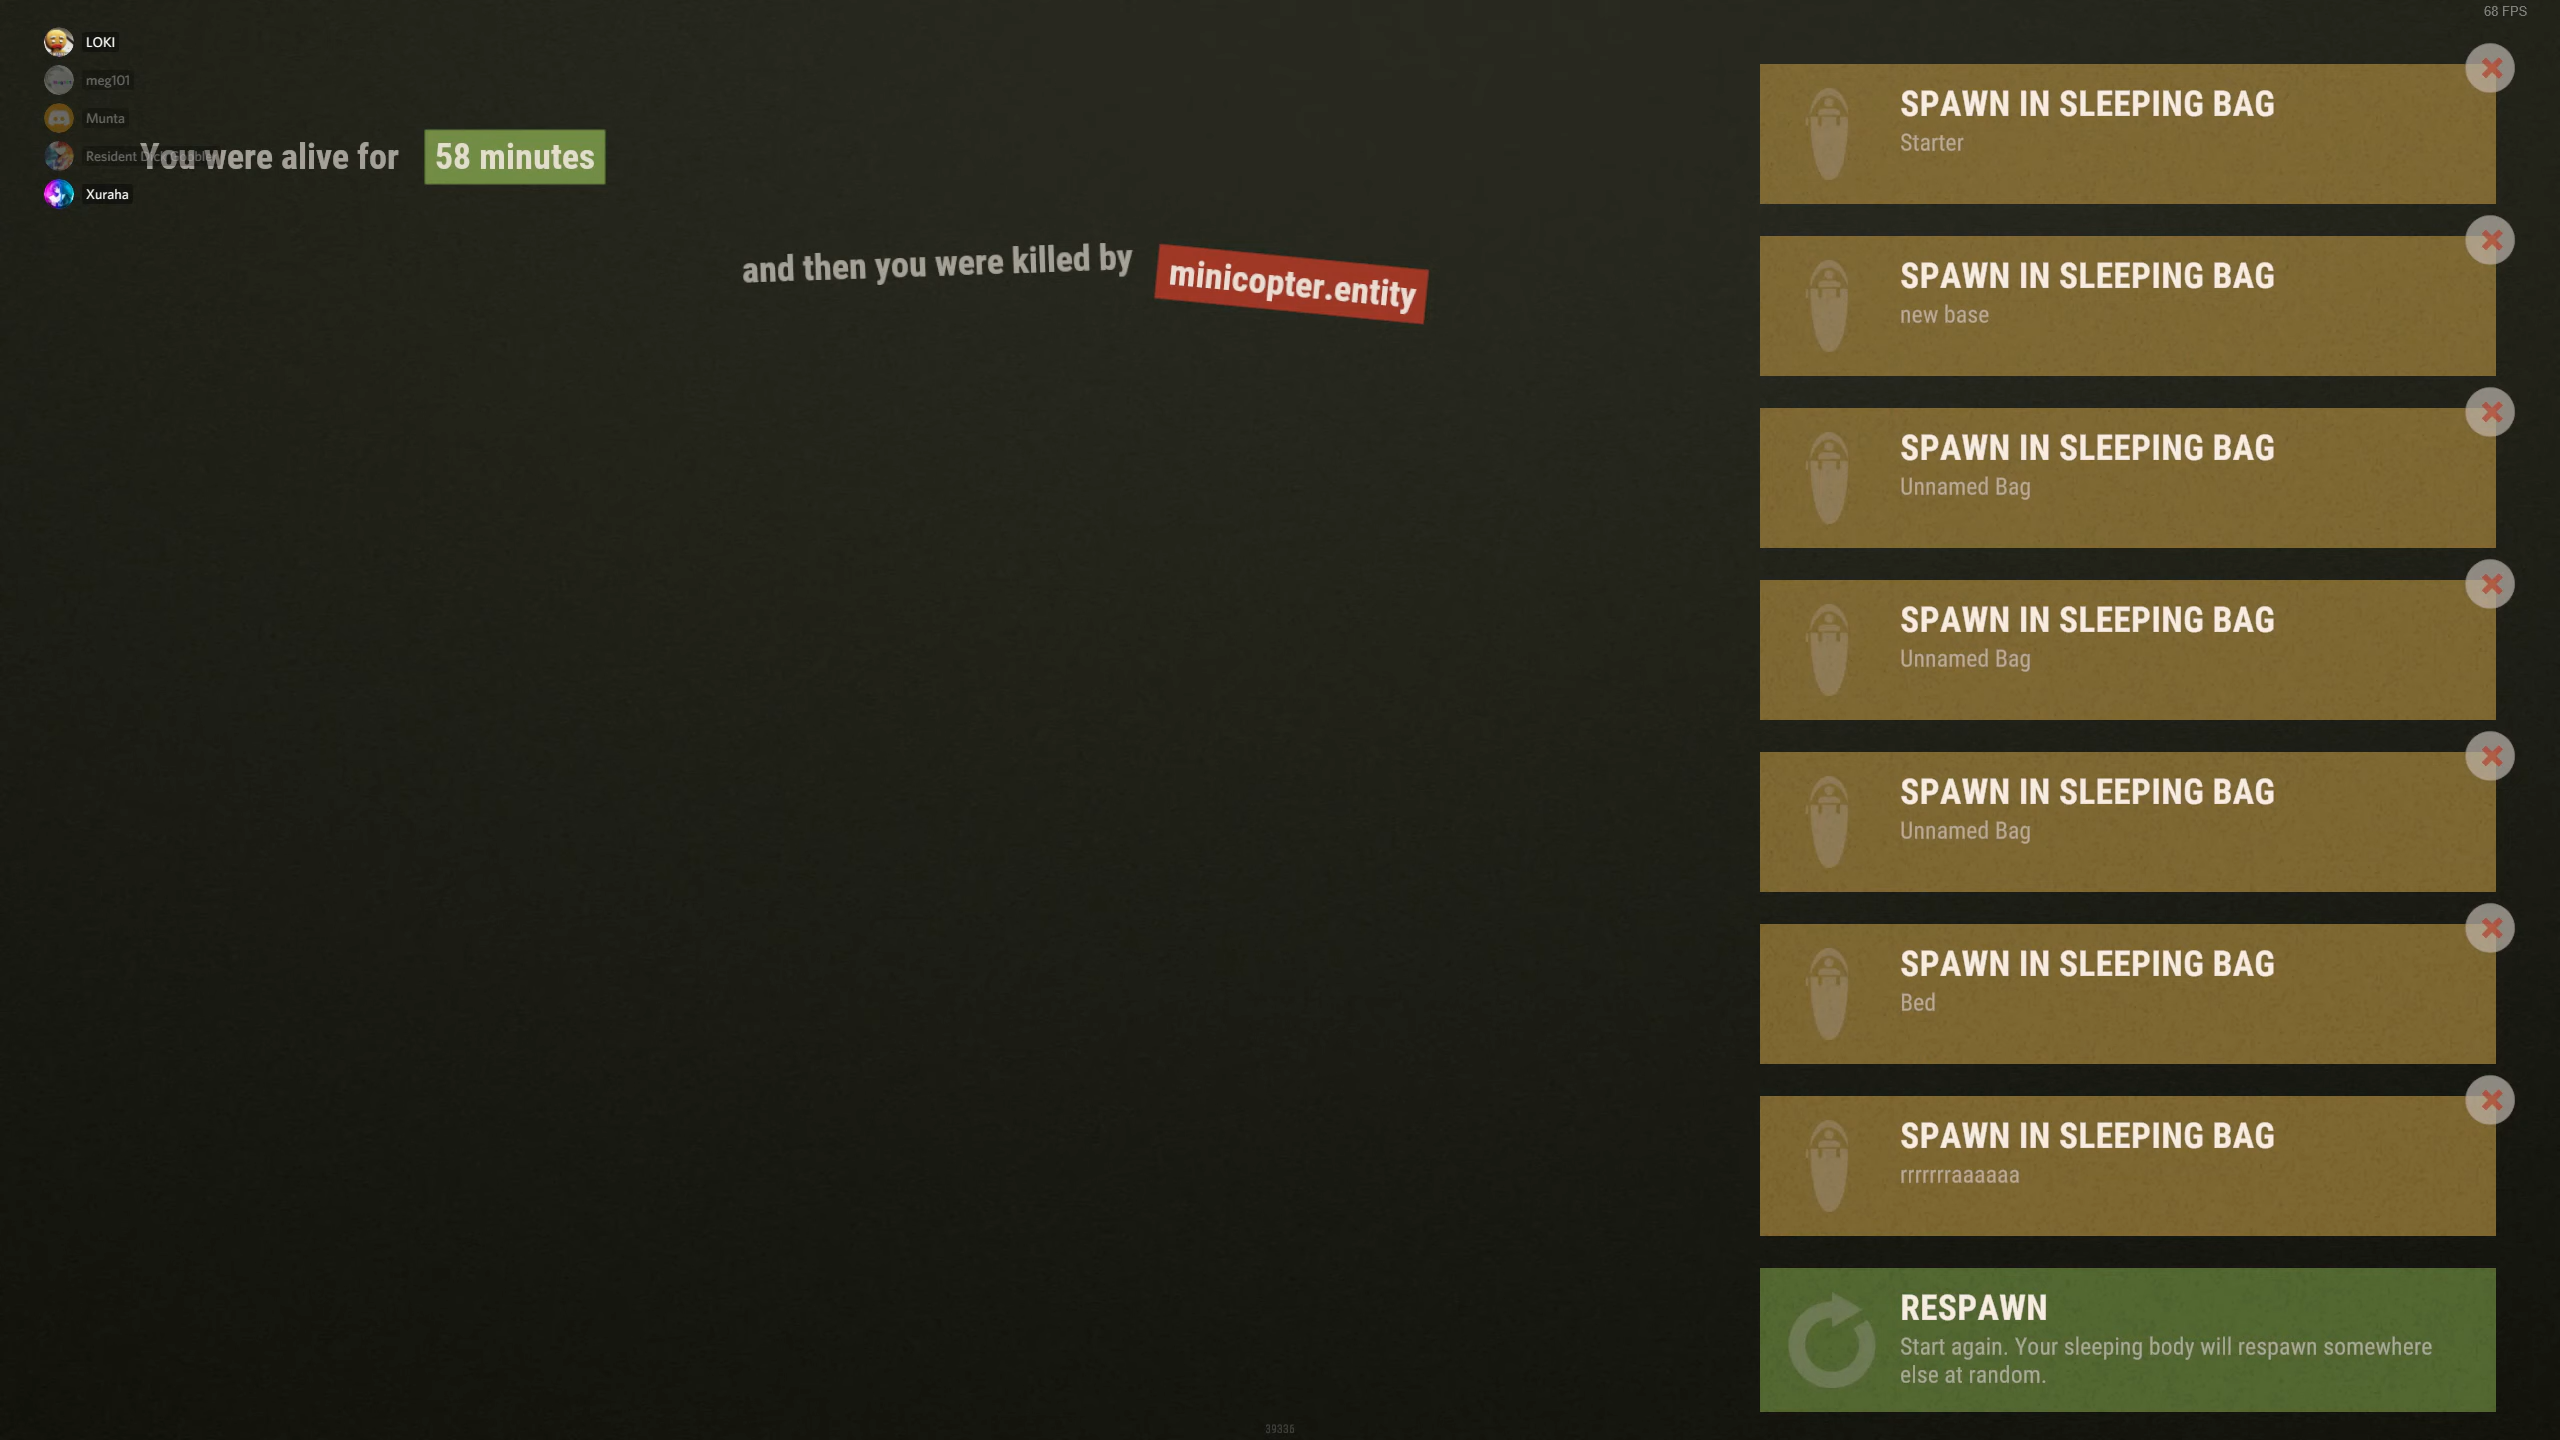 68 FPS
LOKI
meg101
Munta
Resident Dick Gobbler
You were alive for 58 minutes
Xuraha
and then you were killed by minicopter.entity
SPAWN IN SLEEPING BAG
Starter
SPAWN IN SLEEPING BAG
new base
SPAWN IN SLEEPING BAG
Unnamed Bag
SPAWN IN SLEEPING BAG
Unnamed Bag
SPAWN IN SLEEPING BAG
Unnamed Bag
SPAWN IN SLEEPING BAG
Bed
SPAWN IN SLEEPING BAG
rrrrrrraaaaaa
RESPAWN
Start again. Your sleeping body will respawn somewhere
else at random.
39335